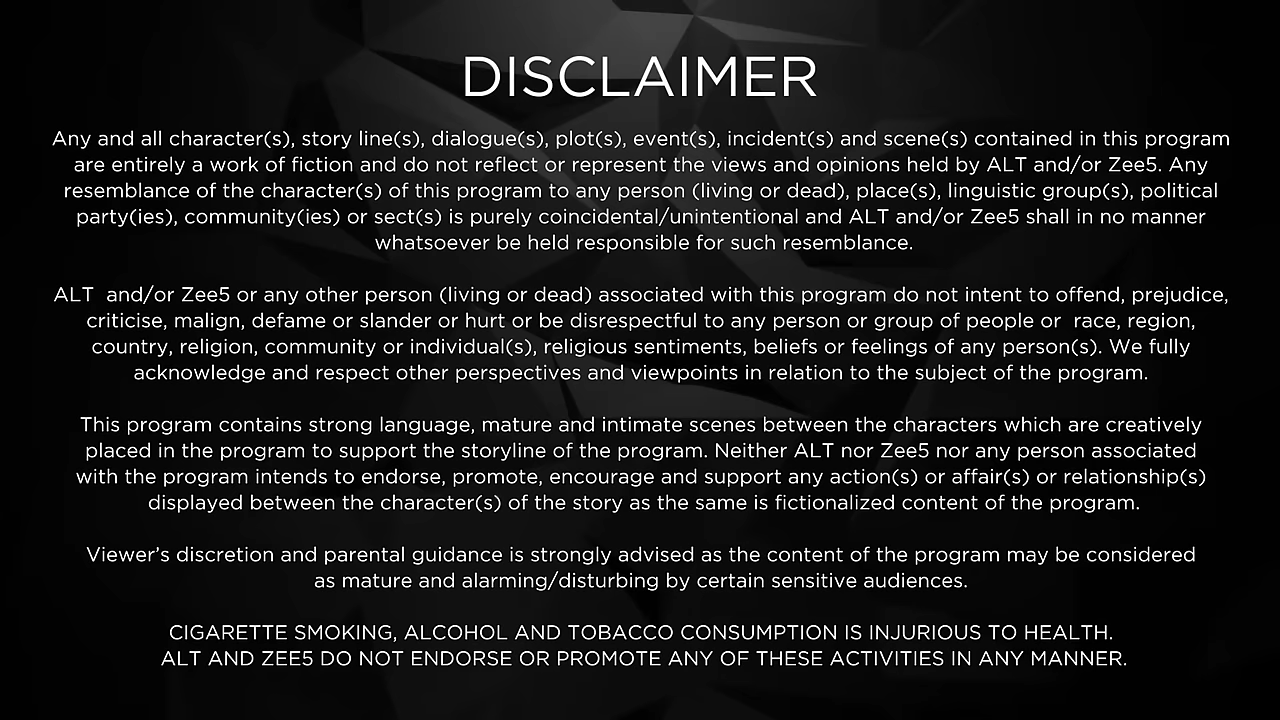 DISCLAIMER
Any and all character(s), story line(s), dialogue(s), plot(s), event(s), incident(s) and scene(s) contained in this program
are entirely a work of fiction and do not reflect or represent the views and opinions held by ALT and/or Zee5. Any
resemblance of the character(s) of this program to any person (living or dead), place(s), linguistic group(s), political
party(ies), community(ies) or sect(s) is purely coincidental/unintentional and ALT and/or Zee5 shall in no manner
whatsoever be held responsible for such resemblance.
ALT and/or Zee5 or any other person (living or dead) associated with this program do not intent to offend, prejudice,
criticise, malign, defame or slander or hurt or be disrespectful to any person or group of people or race, region,
country, religion, community or individual(s), religious sentiments, beliefs or feelings of any person(s). We fully
acknowledge and respect other perspectives and viewpoints in relation to the subject of the program.
This program contains strong language, mature and intimate scenes between the characters which are creatively
placed in the program to support the storyline of the program. Neither ALT nor Zee5 nor any person associated
with the program intends to endorse, promote, encourage and support any action(s) or affair(s) or relationship(s)
displayed between the character(s) of the story as the same is fictionalized content of the program.
Viewer's discretion and parental guidance is strongly advised as the content of the program may be considered
as mature and alarming/disturbing by certain sensitive audiences.
CIGARETTE SMOKING, ALCOHOL AND TOBACCO CONSUMPTION IS INJURIOUS TO HEALTH.
ALT AND ZEE5 DO NOT ENDORSE OR PROMOTE ANY OF THESE ACTIVITIES IN ANY MANNER.